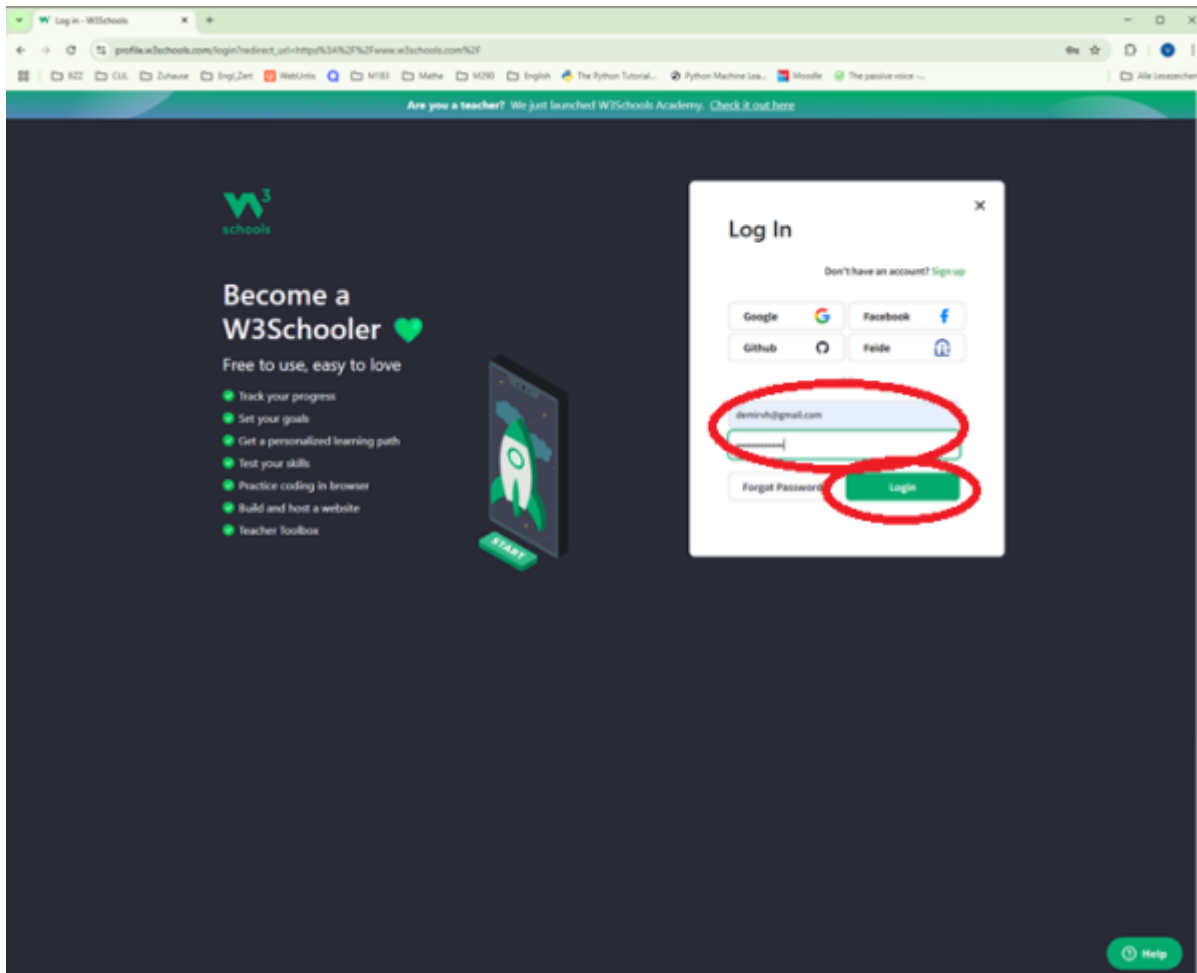 Log in - W3Schools
profile.w3schools.com/login?redirect_url=https%3A%2F%2Fwww.w3schools.com%2F
BZZ CLIL Zuhause Engl,Zert WebUntis M183 Mathe M290 English The Python Tutorial... Python Machine Lea... Moodle The passive voice -... Alle Lesezeichen
Are you a teacher? We just launched W3Schools Academy. Check it out here
3
schools
Become a
W3Schooler
Free to use, easy to love
Track your progress
Set your goals
Get a personalized learning path
Test your skills
Practice coding in browser
Build and host a website
Teacher Toolbox
START
Log In
Don't have an account? Sign up
Google Facebook
Github Feide
demirvh@gmail.com
Forgot Password
Login
Help